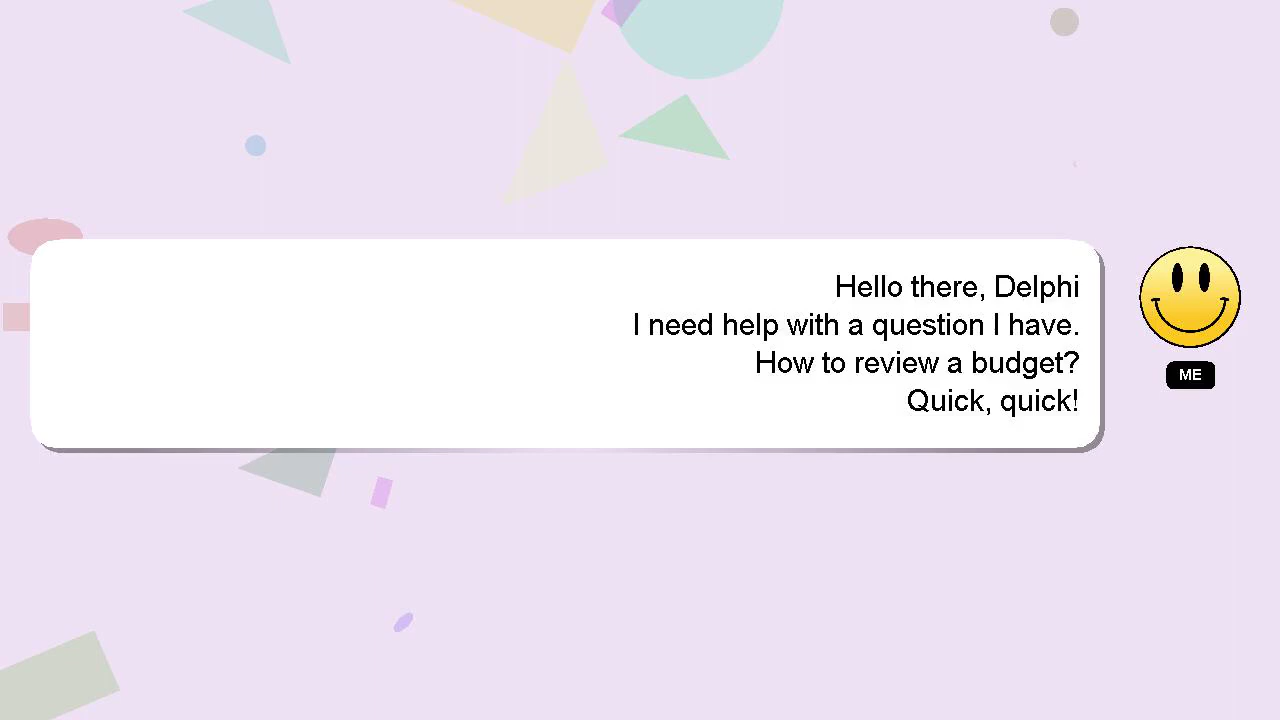 Hello there, Delphi
I need help with a question I have.
How to review a budget?
Quick, quick!
ME